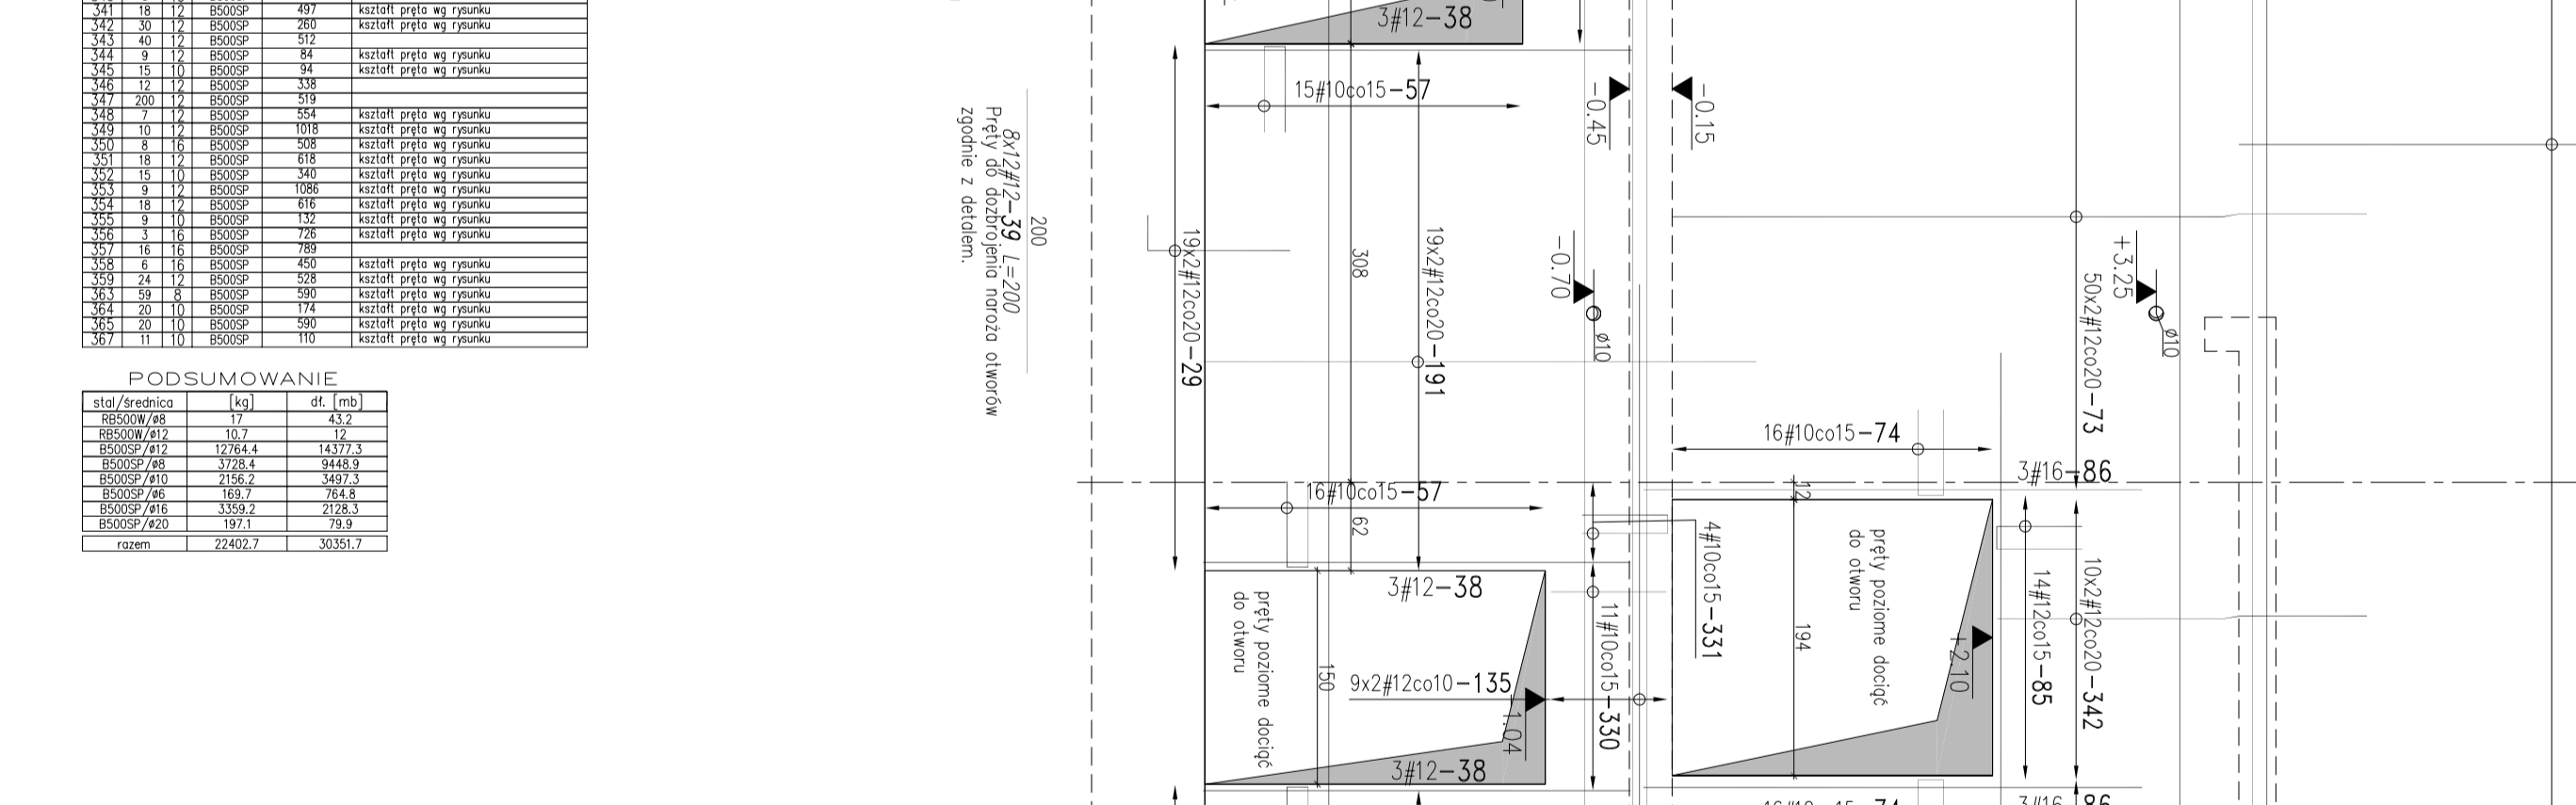 341 18 12 B500SP 497 kształt pręta wg rysunku
342 30 12 B500SP 260 kształt pręta wg rysunku
343 40 12 B500SP 512
344 9 12 B500SP 84 kształt pręta wg rysunku
345 15 10 B500SP 94 kształt pręta wg rysunku
346 12 12 B500SP 338
347 200 12 B500SP 519
348 7 12 B500SP 554 kształt pręta wg rysunku
349 10 12 B500SP 1018 kształt pręta wg rysunku
350 8 16 B500SP 508 kształt pręta wg rysunku
351 18 12 B500SP 618 kształt pręta wg rysunku
352 15 10 B500SP 340 kształt pręta wg rysunku
353 9 12 B500SP 1086 kształt pręta wg rysunku
354 18 12 B500SP 616 kształt pręta wg rysunku
355 9 10 B500SP 132 kształt pręta wg rysunku
356 3 16 B500SP 726 kształt pręta wg rysunku
357 16 16 B500SP 789
358 6 16 B500SP 450 kształt pręta wg rysunku
359 24 12 B500SP 528 kształt pręta wg rysunku
363 59 8 B500SP 590 kształt pręta wg rysunku
364 20 10 B500SP 174 kształt pręta wg rysunku
365 20 10 B500SP 590 kształt pręta wg rysunku
367 11 10 B500SP 110 kształt pręta wg rysunku
PODSUMOWANIE
stal/średnica [kg] dł. [mb]
RB500W/ø8 17 43.2
RB500W/ø12 10.7 12
B500SP/ø12 12764.4 14377.3
B500SP/ø8 3728.4 9448.9
B500SP/ø10 2156.2 3497.3
B500SP/ø6 169.7 764.8
B500SP/ø16 3359.2 2128.3
B500SP/ø20 197.1 79.9
razem 22402.7 30351.7
200
8x12#12-39 L=200
Pręty do dozbrojenia naroża otworów
zgodnie z detalem.
3#12-38
15#10co15-57
19x2#12co20-29
308
19x2#12co20-191
-0.45
-0.15
-0.70
ø10
+3.25
ø10
50x2#12co20-73
16#10co15-74
3#16-86
16#10co15-57
62
12
3#12-38
pręty poziome dociąć
do otworu
150
9x2#12co10-135
3#12-38
11#10co15-330
4#10co15-331
194
pręty poziome dociąć
do otworu
+2.10
14#12co15-85
10x2#12co20-342